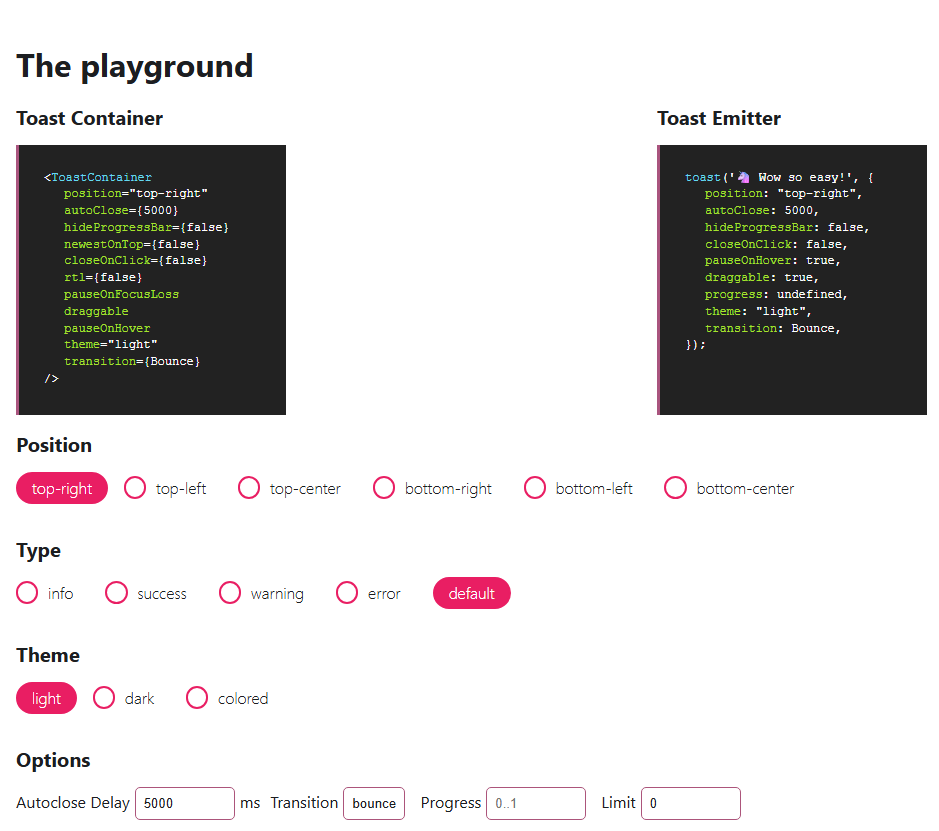 The playground
Toast Container
<ToastContainer
position="top-right"
autoClose={5000}
hideProgressBar={false}
newestOnTop={false}
closeOnClick={false}
rtl={false}
pauseOnFocusLoss
draggable
pauseOnHover
theme="light"
transition={Bounce}
/>
Toast Emitter
toast('🦄 Wow so easy!', {
position: "top-right",
autoClose: 5000,
hideProgressBar: false,
closeOnClick: false,
pauseOnHover: true,
draggable: true,
progress: undefined,
theme: "light",
transition: Bounce,
});
Position
top-right top-left top-center bottom-right bottom-left bottom-center
Type
info success warning error default
Theme
light dark colored
Options
Autoclose Delay 5000 ms Transition bounce Progress 0..1 Limit 0